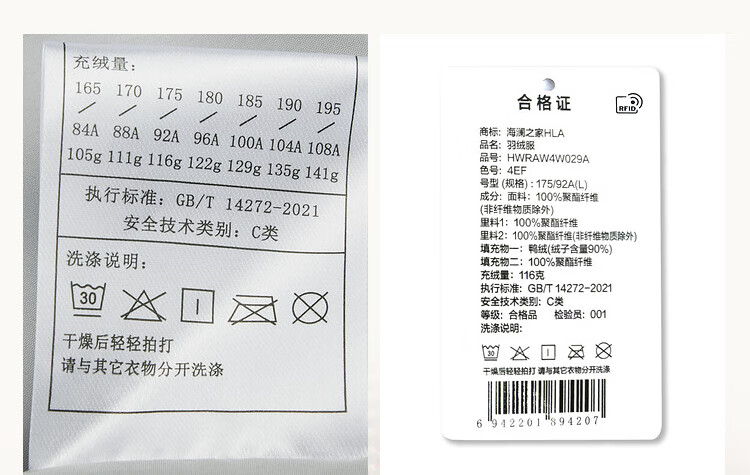 充绒量:
165 170 175 180 185 190 195
84A 88A 92A 96A 100A 104A 108A
105g 111g 116g 122g 129g 135g 141g
执行标准: GB/T 14272-2021
安全技术类别: C类
洗涤说明:
30
干燥后轻轻拍打
请与其它衣物分开洗涤
合格证
RFID
商标: 海澜之家HLA
品名: 羽绒服
品号: HWRAW4W029A
色号: 4EF
号型 (规格) : 175/92A(L)
成分: 面料: 100%聚酯纤维
(非纤维物质除外)
里料1: 100%聚酯纤维
里料2: 100%聚酯纤维(非纤维物质除外)
填充物一: 鸭绒(绒子含量90%)
填充物二: 100%聚酯纤维
充绒量: 116克
执行标准: GB/T 14272-2021
安全技术类别: C类
等级: 合格品 检验员: 001
洗涤说明:
30
干燥后轻轻拍打 请与其它衣物分开洗涤
6 942201 894207